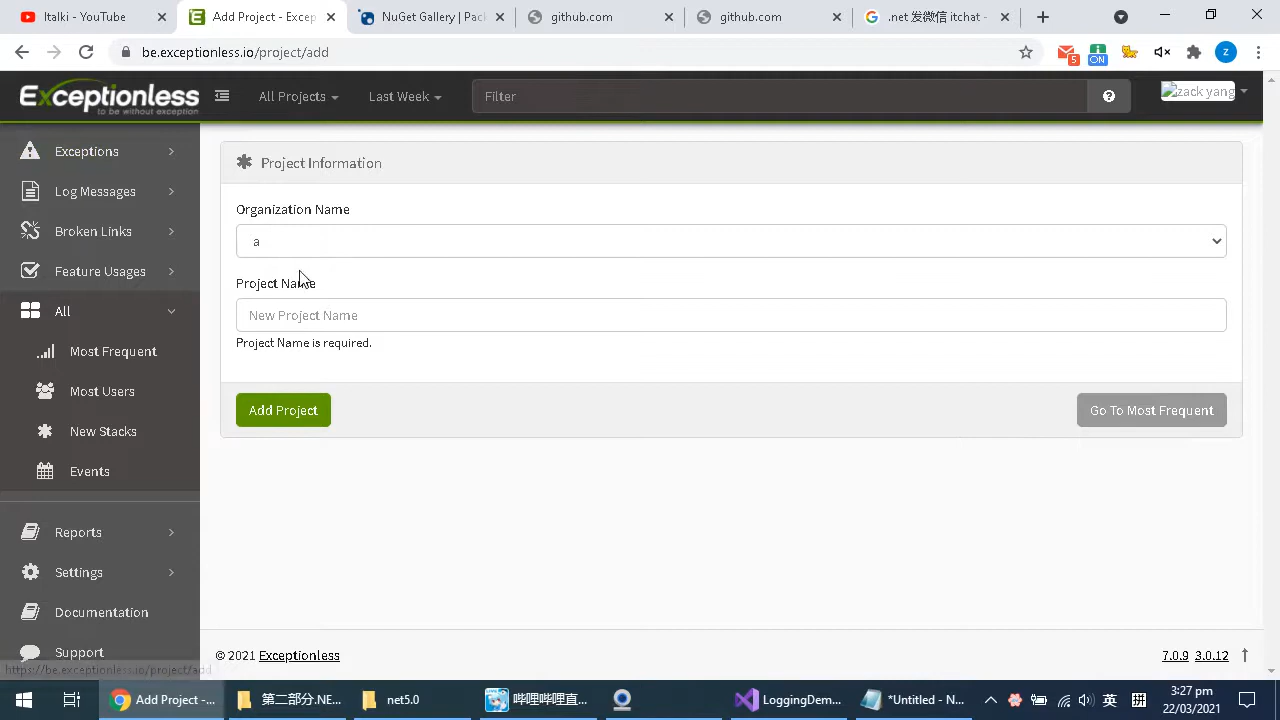 Italki - YouTube
Add Project - Excep
NuGet Gallery | Pack
github.com
github.com
.net 发微信 itchat -
be.exceptionless.io/project/add
5
ON
Z
Exceptionless
to be without exception
All Projects
Last Week
Filter
zack yang
Exceptions
Log Messages
Broken Links
Feature Usages
All
Most Frequent
Most Users
New Stacks
Events
Reports
Settings
Documentation
Support
Project Information
Organization Name
a
Project Name
New Project Name
Project Name is required.
Add Project
Go To Most Frequent
© 2021 Exceptionless
7.0.9 3.0.12
https://be.exceptionless.io/project/add
Add Project -...
第二部分.NE...
net5.0
哔哩哔哩直...
LoggingDem...
*Untitled - N...
英
3:27 pm
22/03/2021